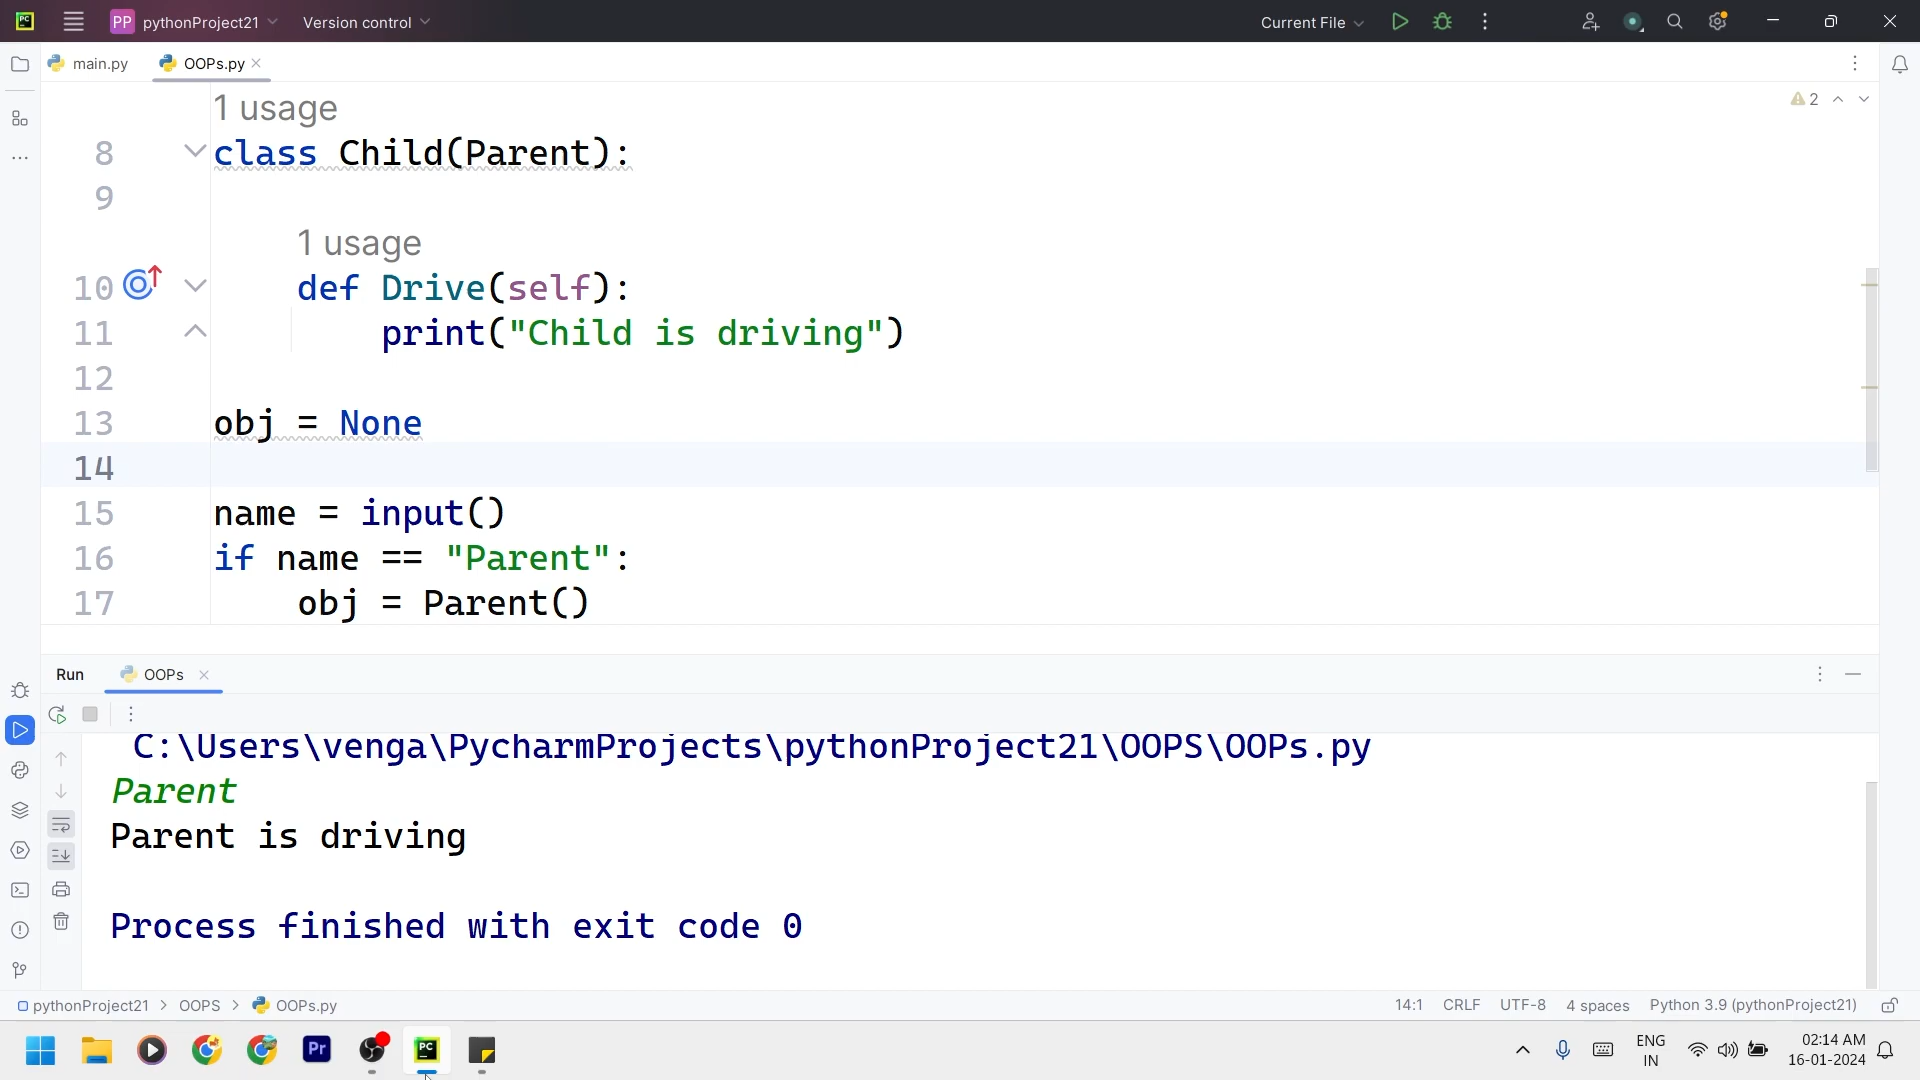 PP pythonProject21 Version control Current File
main.py OOPs.py
1 usage 2
8 class Child(Parent):
9
1 usage
10 def Drive(self):
11 print("Child is driving")
12
13 obj = None
14
15 name = input()
16 if name == "Parent":
17 obj = Parent()
Run OOPs
C:\Users\venga\PycharmProjects\pythonProject21\OOPS\OOPs.py
Parent
Parent is driving
Process finished with exit code 0
pythonProject21 > OOPS > OOPs.py 14:1 CRLF UTF-8 4 spaces Python 3.9 (pythonProject21)
Pr PC ENG 02:14 AM
IN 16-01-2024